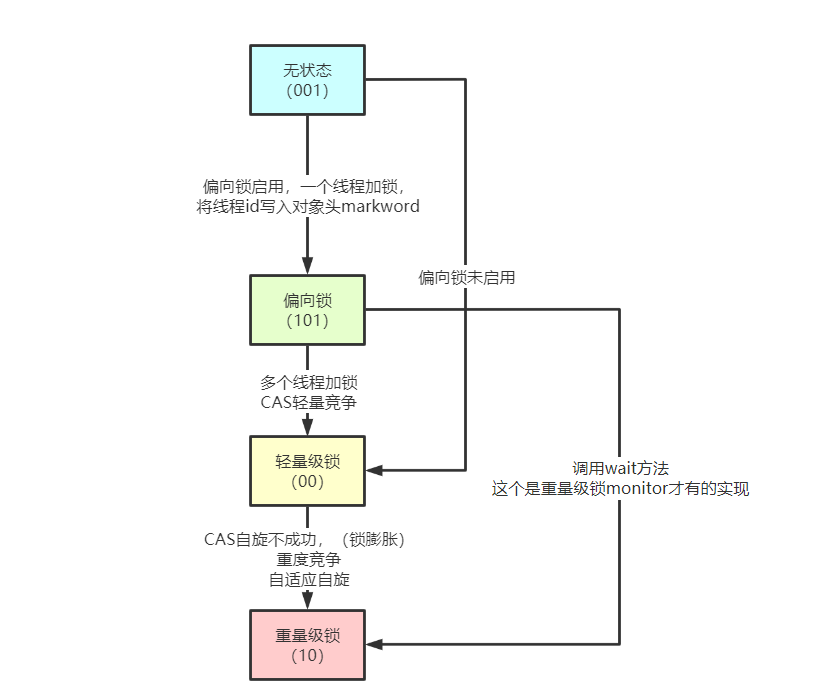 无状态
（001）
偏向锁启用，一个线程加锁，
将线程id写入对象头markword
偏向锁未启用
偏向锁
（101）
多个线程加锁
CAS轻量竞争
轻量级锁
（00）
调用wait方法
这个是重量级锁monitor才有的实现
CAS自旋不成功，（锁膨胀）
重度竞争
自适应自旋
重量级锁
（10）